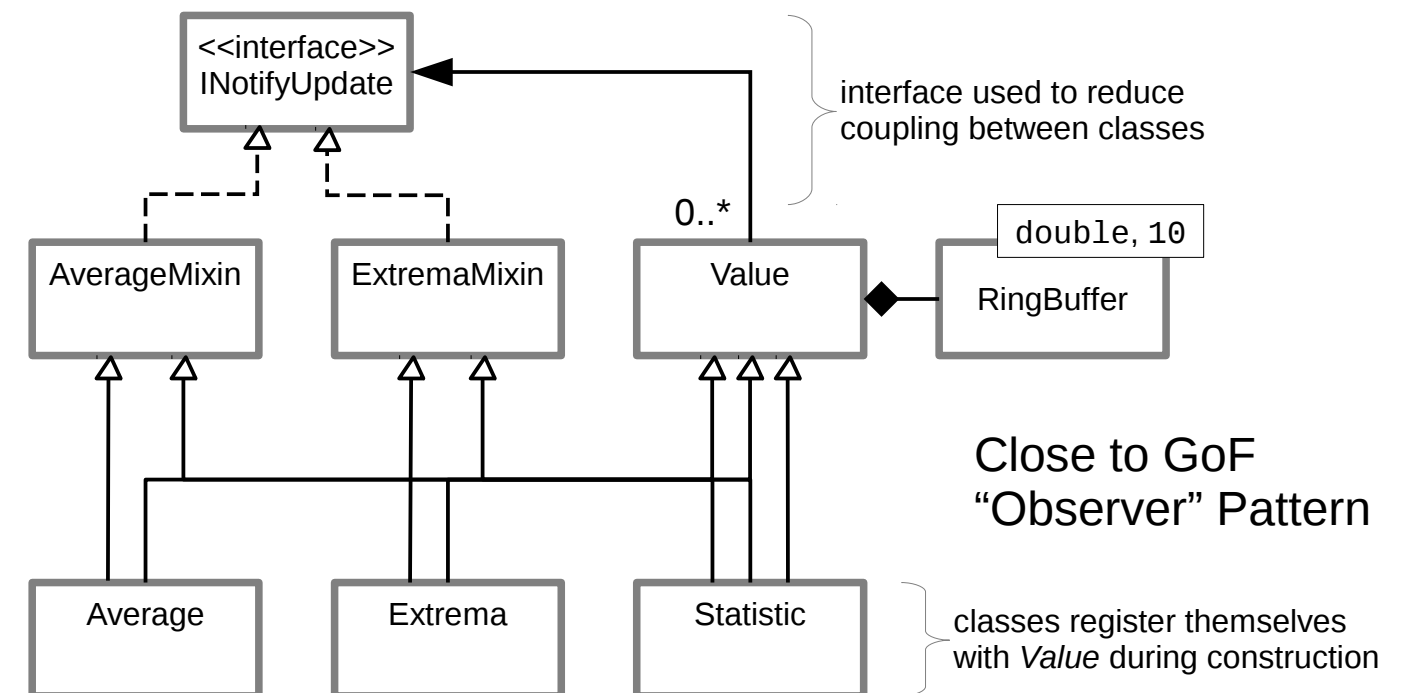 <<interface>>
INotifyUpdate
interface used to reduce
coupling between classes
0..*
double, 10
AverageMixin
ExtremaMixin
Value
RingBuffer
Close to GoF
“Observer” Pattern
Average
Extrema
Statistic
classes register themselves
with Value during construction